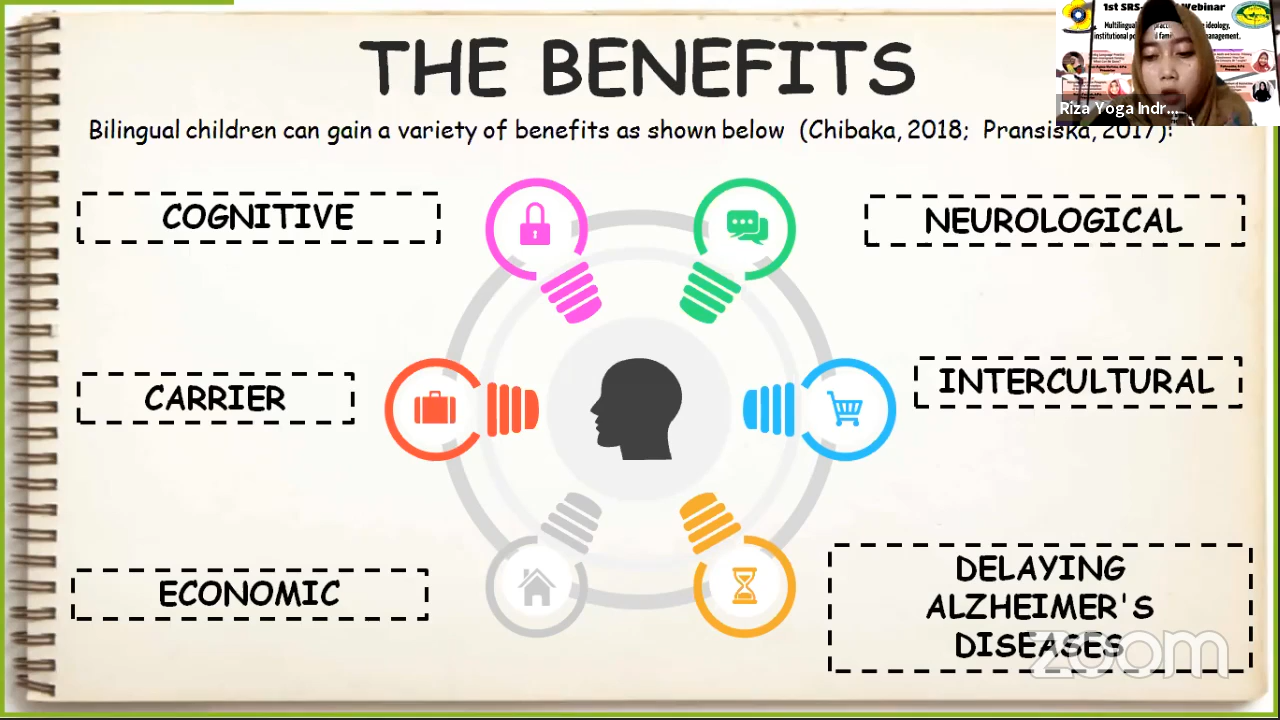 THE BENEFITS
Bilingual children can gain a variety of benefits as shown below (Chibaka, 2018; Pransiska, 2017):
COGNITIVE
NEUROLOGICAL
CARRIER
INTERCULTURAL
ECONOMIC
DELAYING
ALZHEIMER'S
DISEASES
zoom
1st SRS- Webinar
Multilingual ideology,
institutional management.
Riza Yoga Indr...